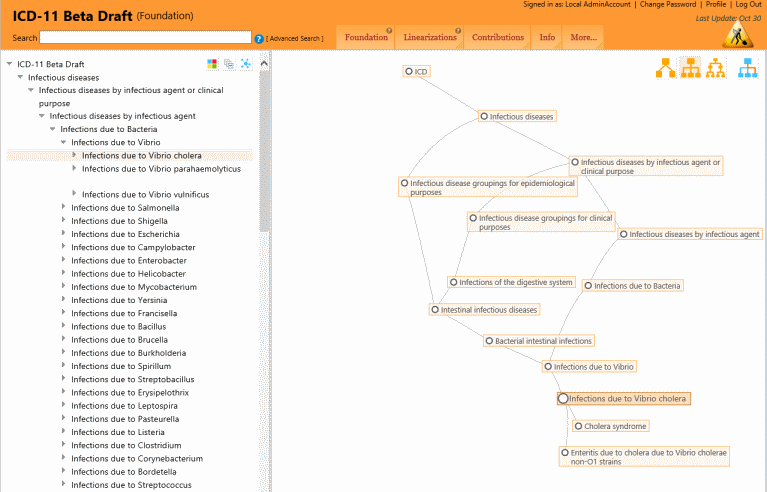 Signed in as: Local AdminAccount | Change Password | Profile | Log Out
ICD-11 Beta Draft (Foundation)
Last Update: Oct 30
Search ? [ Advanced Search ]
Foundation ? Linearizations ? Contributions Info More...
ICD-11 Beta Draft
Infectious diseases
Infectious diseases by infectious agent or clinical
purpose
Infectious diseases by infectious agent
Infections due to Bacteria
Infections due to Vibrio
Infections due to Vibrio cholera
Infections due to Vibrio parahaemolyticus
Infections due to Vibrio vulnificus
Infections due to Salmonella
Infections due to Shigella
Infections due to Escherichia
Infections due to Campylobacter
Infections due to Enterobacter
Infections due to Helicobacter
Infections due to Mycobacterium
Infections due to Yersinia
Infections due to Francisella
Infections due to Bacillus
Infections due to Brucella
Infections due to Burkholderia
Infections due to Spirillum
Infections due to Streptobacillus
Infections due to Erysipelothrix
Infections due to Leptospira
Infections due to Pasteurella
Infections due to Listeria
Infections due to Clostridium
Infections due to Corynebacterium
Infections due to Bordetella
Infections due to Streptococcus
ICD
Infectious diseases
Infectious diseases by infectious agent or
clinical purpose
Infectious disease groupings for epidemiological
purposes
Infectious disease groupings for clinical
purposes
Infectious diseases by infectious agent
Infections of the digestive system
Infections due to Bacteria
Intestinal infectious diseases
Bacterial intestinal infections
Infections due to Vibrio
Infections due to Vibrio cholera
Cholera syndrome
Enteritis due to cholera due to Vibrio cholerae
non-O1 strains